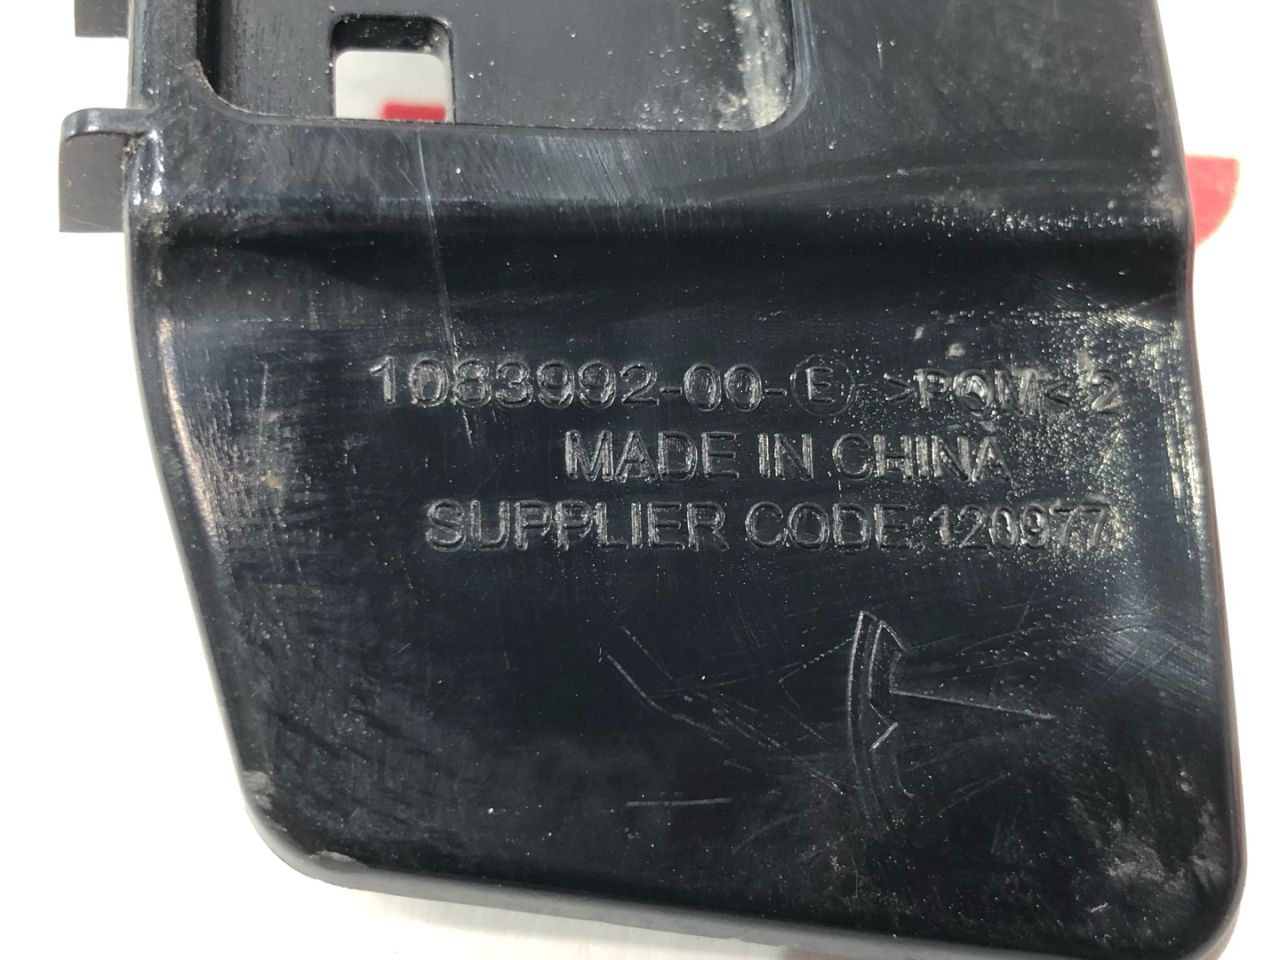 1083992-00-E >POM< 2
MADE IN CHINA
SUPPLIER CODE:120977